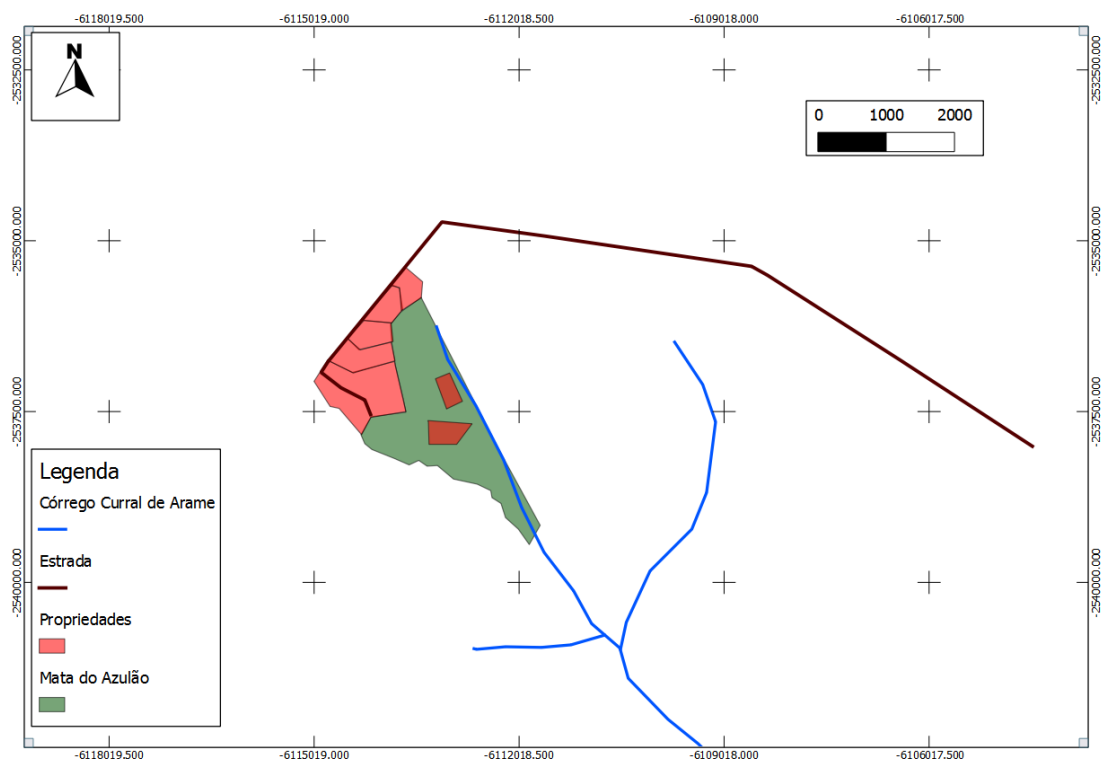 -6118019.500 -6115019.000 -6112018.500 -6109018.000 -6106017.500
N
0 1000 2000
-2532500.000 -2532500.000
-2535000.000 -2535000.000
-2537500.000 -2537500.000
-2540000.000 -2540000.000
Legenda
Córrego Curral de Arame
Estrada
Propriedades
Mata do Azulão
-6118019.500 -6115019.000 -6112018.500 -6109018.000 -6106017.500